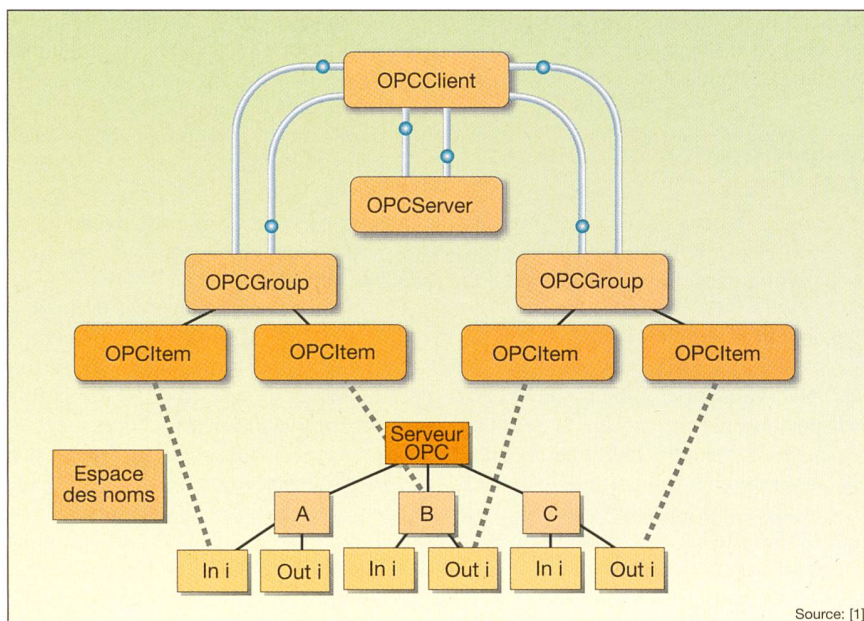 OPCClient
OPCServer
OPCGroup
OPCGroup
OPCItem
OPCItem
OPCItem
OPCItem
Serveur
OPC
Espace
des noms
A
B
C
In i
Out i
In i
Out i
In i
Out i
Source: [1]